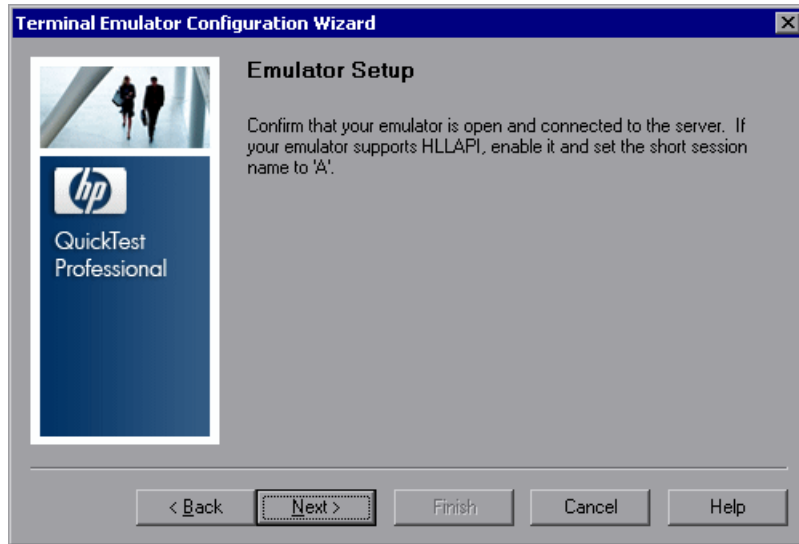 Terminal Emulator Configuration Wizard
Emulator Setup
Confirm that your emulator is open and connected to the server. If
your emulator supports HLLAPI, enable it and set the short session
name to 'A'.
hp
QuickTest
Professional
< Back
Next >
Finish
Cancel
Help